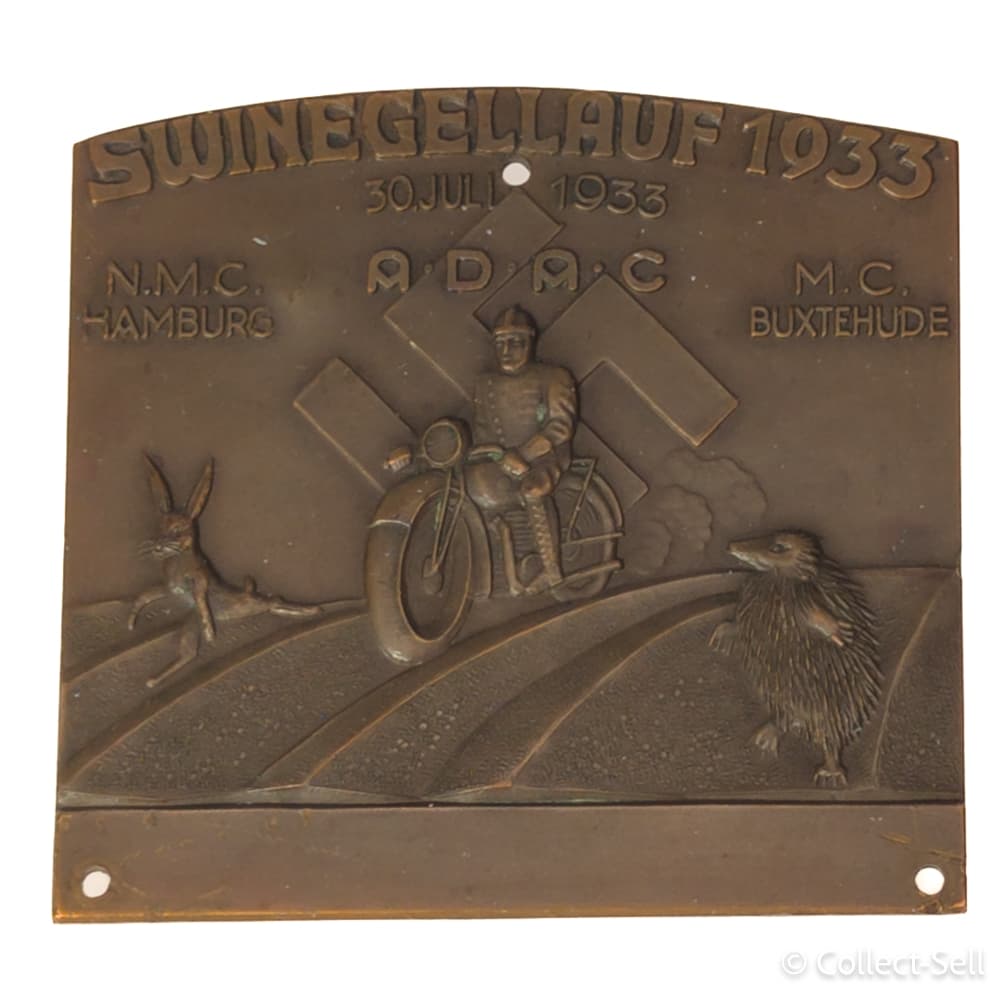 SWINEGELLAUF 1933
30.JULI 1933
A·D·A·C
N.M.C.
HAMBURG
M.C.
BUXTEHUDE
© Collect-Sell